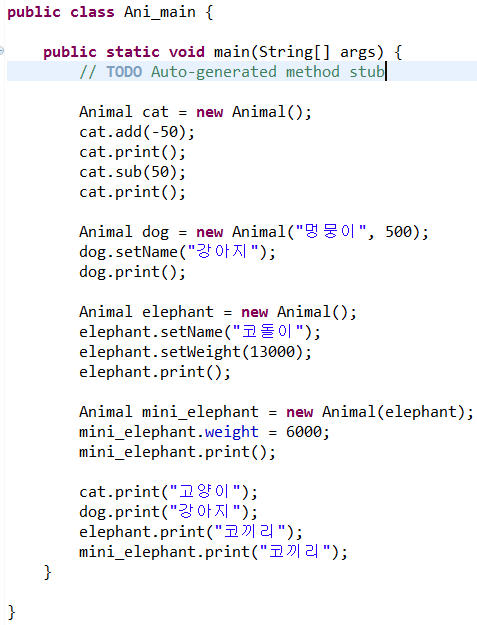 public class Ani_main {
public static void main(String[] args) {
// TODO Auto-generated method stub
Animal cat = new Animal();
cat.add(-50);
cat.print();
cat.sub(50);
cat.print();
Animal dog = new Animal("멍뭉이", 500);
dog.setName("강아지");
dog.print();
Animal elephant = new Animal();
elephant.setName("코돌이");
elephant.setWeight(13000);
elephant.print();
Animal mini_elephant = new Animal(elephant);
mini_elephant.weight = 6000;
mini_elephant.print();
cat.print("고양이");
dog.print("강아지");
elephant.print("코끼리");
mini_elephant.print("코끼리");
}
}